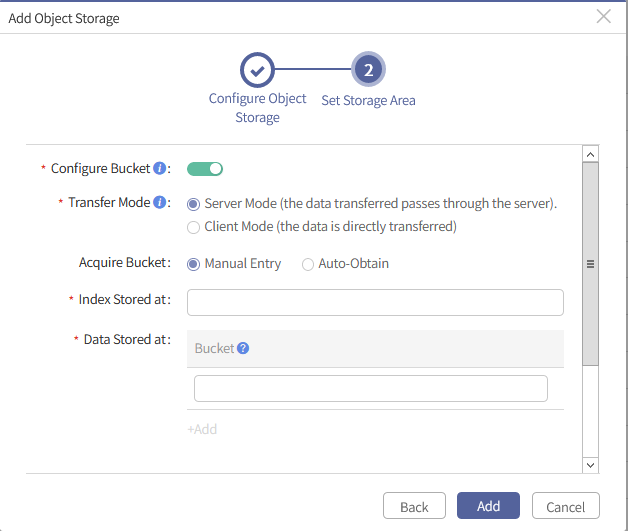 Add Object Storage
2
Configure Object
Storage
Set Storage Area
* Configure Bucket i :
* Transfer Mode i :
Server Mode (the data transferred passes through the server).
Client Mode (the data is directly transferred)
Acquire Bucket:
Manual Entry
Auto-Obtain
* Index Stored at:
* Data Stored at:
Bucket ?
+Add
Back
Add
Cancel